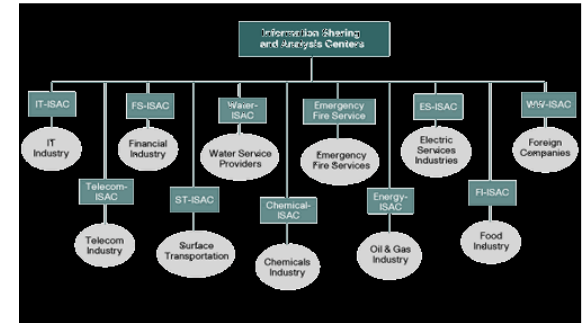 Information Sharing
and Analysis Centers
IT-ISAC
FS-ISAC
Water-
ISAC
Emergency
Fire Service
ES-ISAC
WW-ISAC
IT
Industry
Financial
Industry
Water Service
Providers
Emergency
Fire Services
Electric
Services
Industries
Foreign
Companies
Telecom-
ISAC
ST-ISAC
Chemical-
ISAC
Energy-
ISAC
FI-ISAC
Telecom
Industry
Surface
Transportation
Chemicals
Industry
Oil & Gas
Industry
Food
Industry